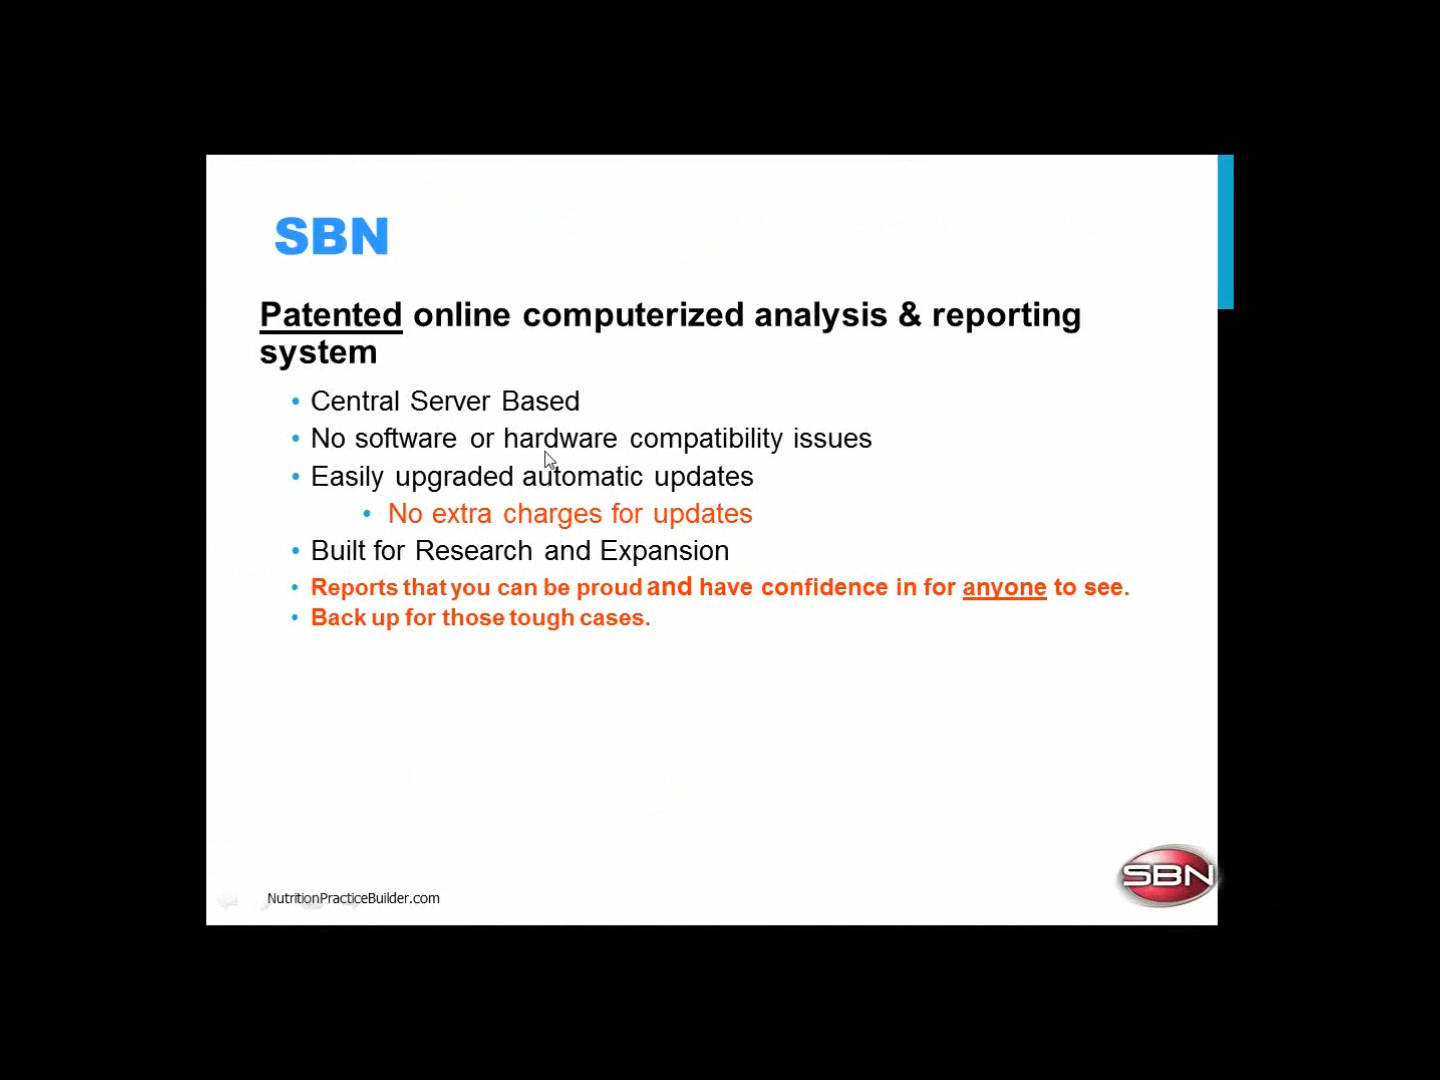 SBN
Patented online computerized analysis & reporting
system
• Central Server Based
• No software or hardware compatibility issues
• Easily upgraded automatic updates
• No extra charges for updates
• Built for Research and Expansion
• Reports that you can be proud and have confidence in for anyone to see.
• Back up for those tough cases.
NutritionPracticeBuilder.com
SBN